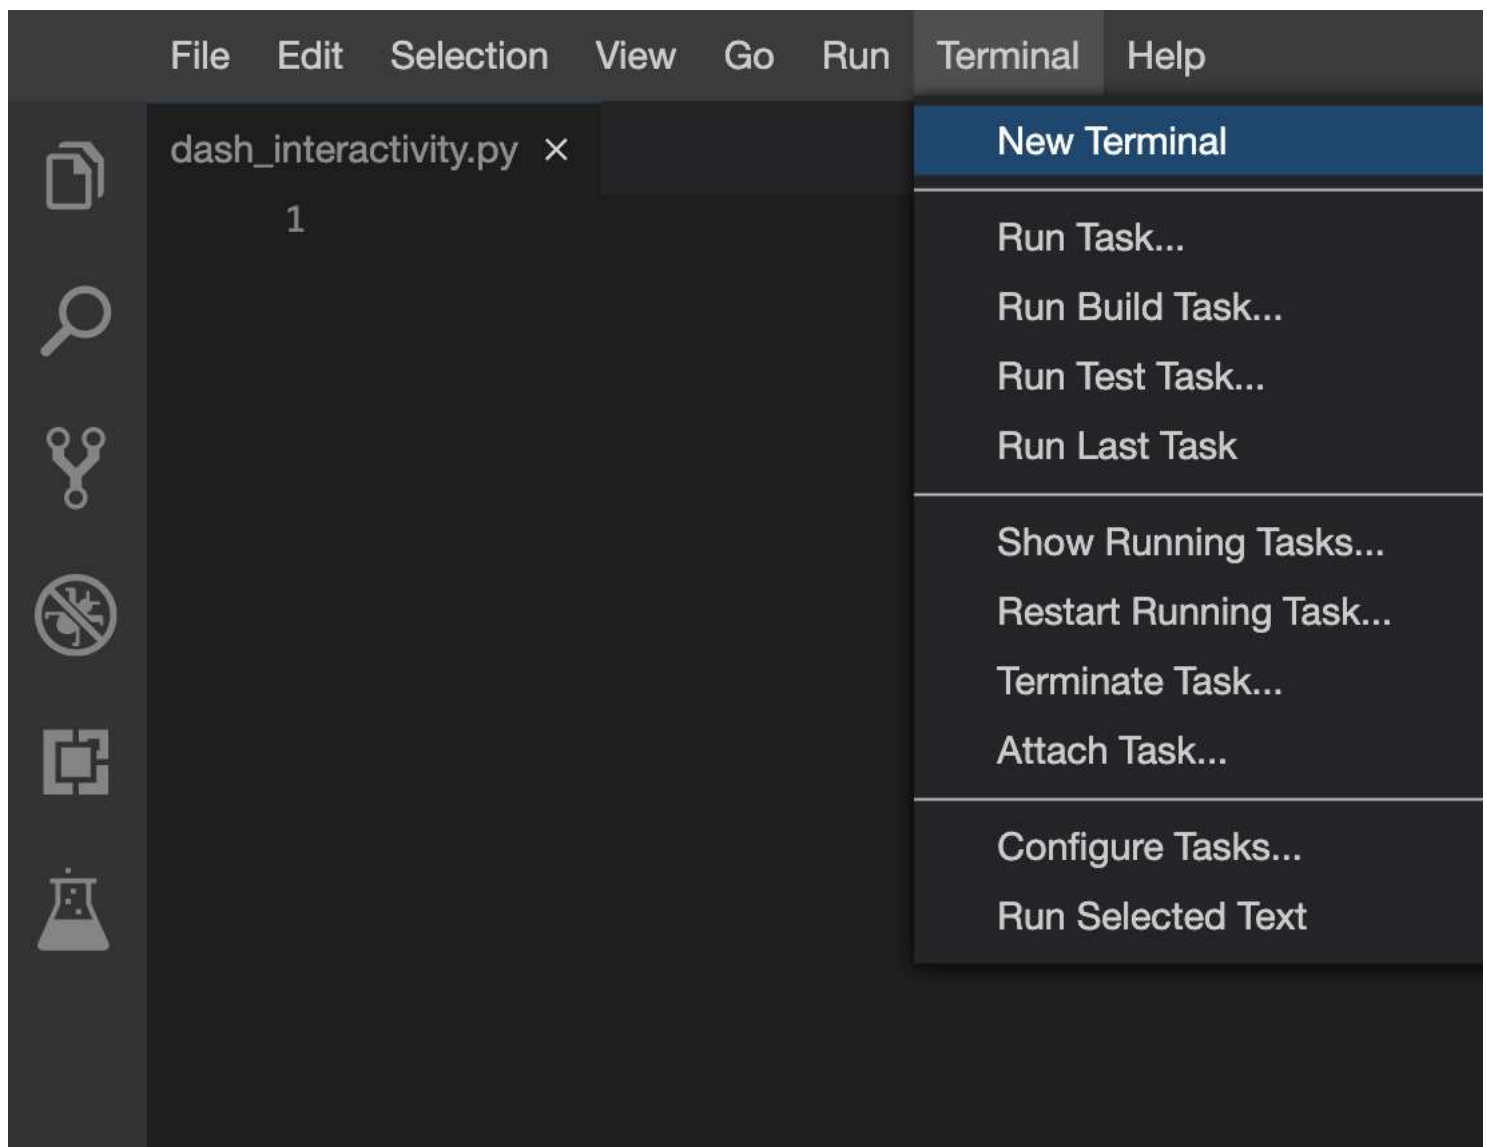 File Edit Selection View Go Run Terminal Help
dash_interactivity.py ×
1
New Terminal
Run Task...
Run Build Task...
Run Test Task...
Run Last Task
Show Running Tasks...
Restart Running Task...
Terminate Task...
Attach Task...
Configure Tasks...
Run Selected Text